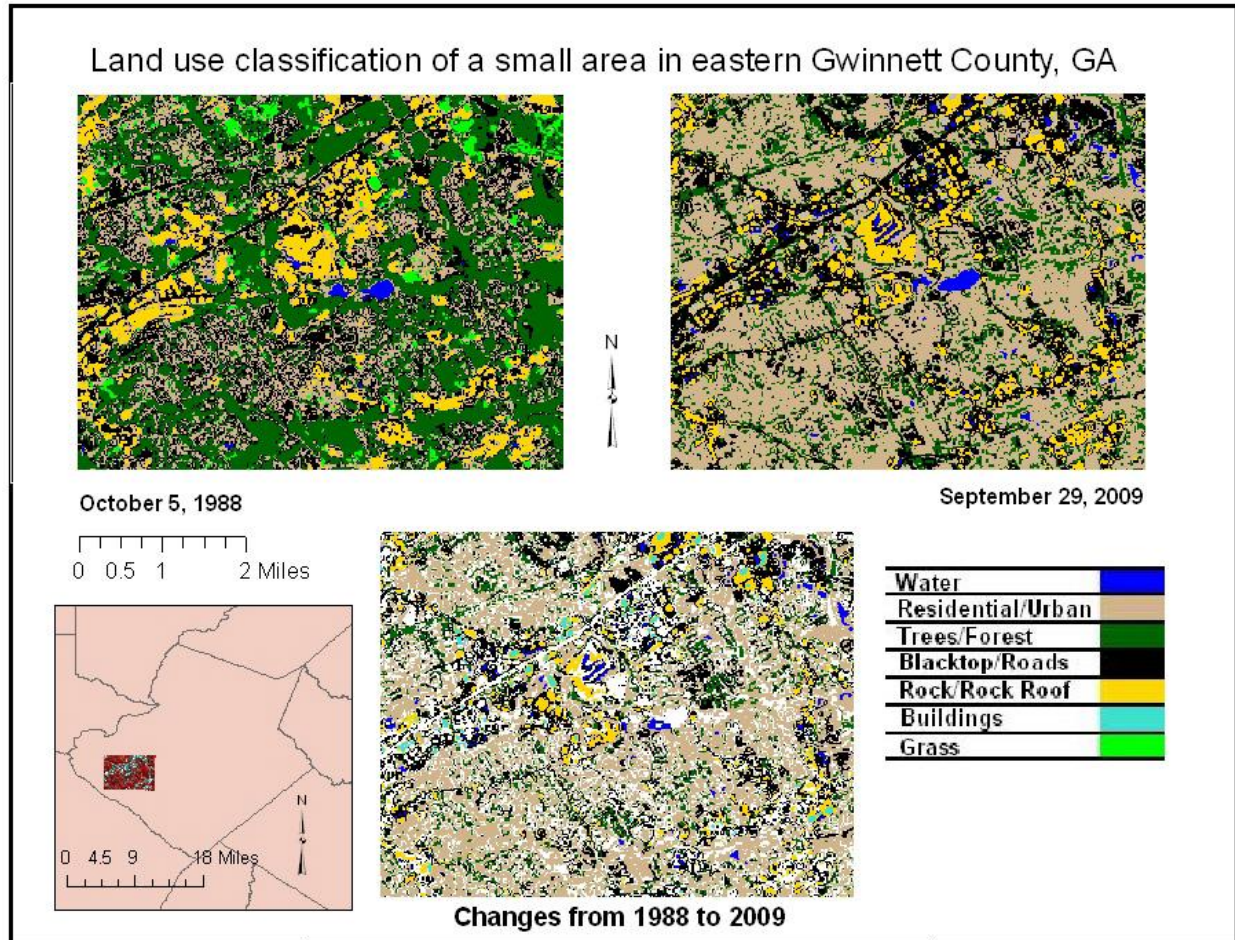 Land use classification of a small area in eastern Gwinnett County, GA
N
October 5, 1988
September 29, 2009
0 0.5 1 2 Miles
Water
Residential/Urban
Trees/Forest
Blacktop/Roads
Rock/Rock Roof
Buildings
Grass
N
0 4.5 9 18 Miles
Changes from 1988 to 2009